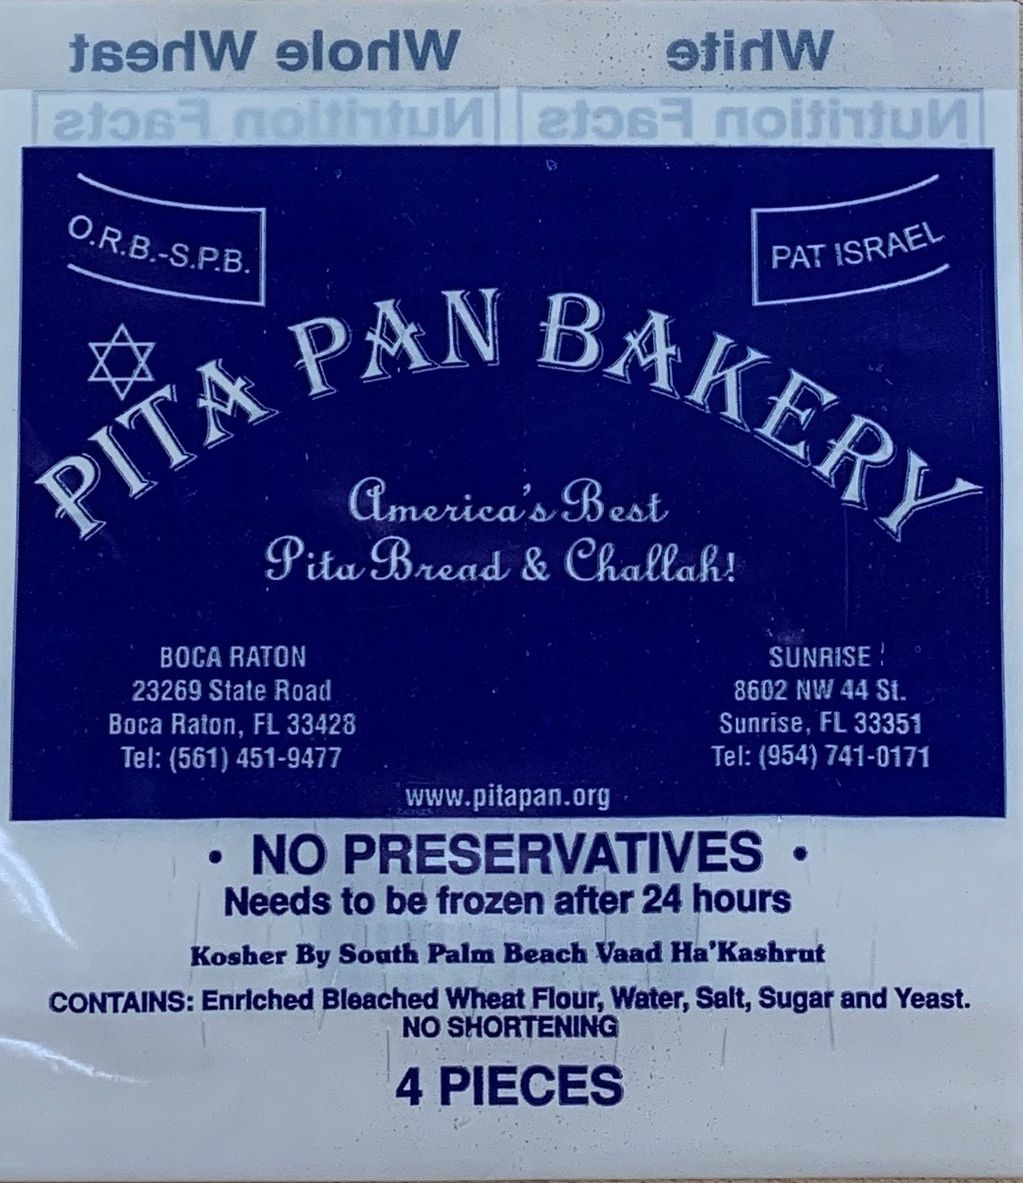 Whole Wheat White
Nutrition Facts Nutrition Facts
O.R.B.-S.P.B.
PAT ISRAEL
PITA PAN BAKERY
America's Best
Pita Bread & Challah!
BOCA RATON
23269 State Road
Boca Raton, FL 33428
Tel: (561) 451-9477
SUNRISE
8602 NW 44 St.
Sunrise, FL 33351
Tel: (954) 741-0171
www.pitapan.org
• NO PRESERVATIVES •
Needs to be frozen after 24 hours
Kosher By South Palm Beach Vaad Ha'Kashrut
CONTAINS: Enriched Bleached Wheat Flour, Water, Salt, Sugar and Yeast.
NO SHORTENING
4 PIECES